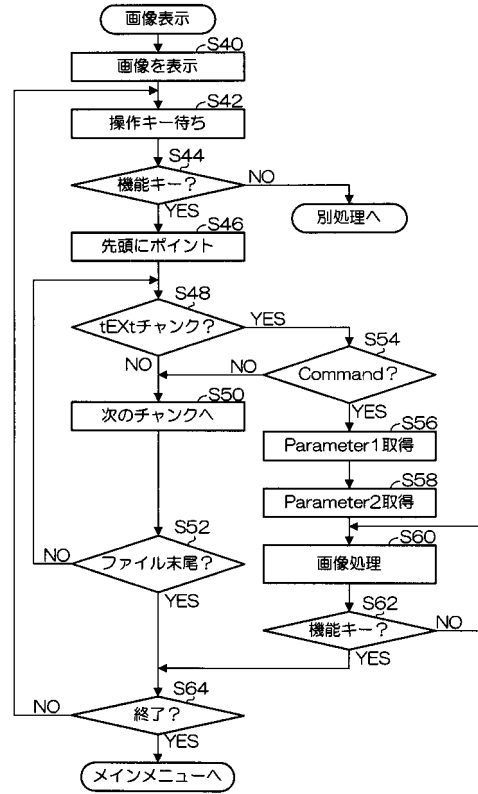 画像表示
S40
画像を表示
S42
操作キー待ち
S44
機能キー？
NO
YES
別処理へ
S46
先頭にポイント
S48
tEXtチャンク？
YES
NO
S54
Command？
NO
YES
S50
次のチャンクへ
S56
Parameter1取得
S58
Parameter2取得
S52
ファイル末尾？
NO
YES
S60
画像処理
S62
機能キー？
NO
YES
S64
終了？
NO
YES
メインメニューへ